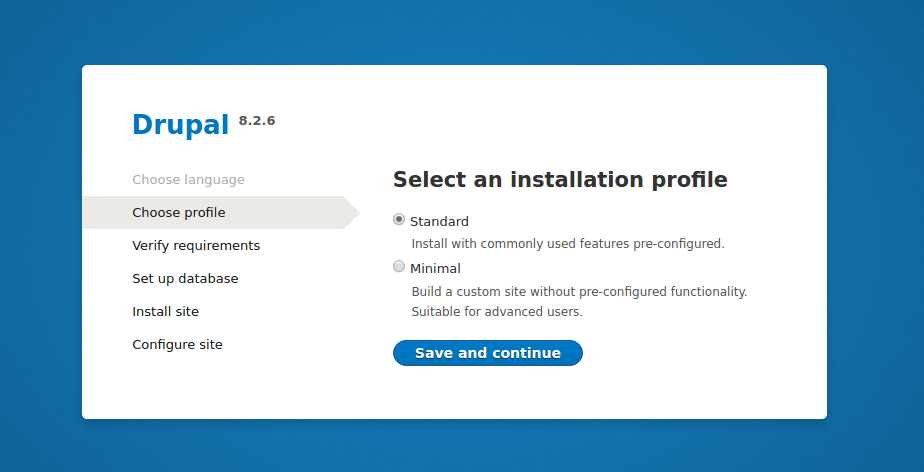 Drupal 8.2.6
Choose language
Choose profile
Verify requirements
Set up database
Install site
Configure site
Select an installation profile
Standard
Install with commonly used features pre-configured.
Minimal
Build a custom site without pre-configured functionality.
Suitable for advanced users.
Save and continue